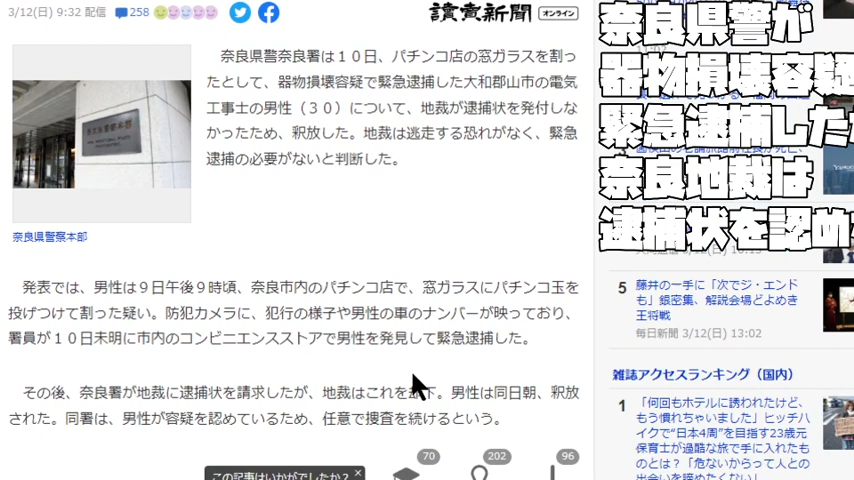 3/12(日) 9:32 配信
258
讀賣新聞 オンライン
奈良県警奈良署は１０日、パチンコ店の窓ガラスを割っ
たとして、器物損壊容疑で緊急逮捕した大和郡山市の電気
工事士の男性（３０）について、地裁が逮捕状を発付しな
かったため、釈放した。地裁は逃走する恐れがなく、緊急
逮捕の必要がないと判断した。
奈良県警察本部
発表では、男性は９日午後９時頃、奈良市内のパチンコ店で、窓ガラスにパチンコ玉を
投げつけて割った疑い。防犯カメラに、犯行の様子や男性の車のナンバーが映っており、
署員が１０日未明に市内のコンビニエンスストアで男性を発見して緊急逮捕した。
その後、奈良署が地裁に逮捕状を請求したが、地裁はこれを却下。男性は同日朝、釈放
された。同署は、男性が容疑を認めているため、任意で捜査を続けるという。
この記事はいかがでしたか？ ×
70
202
96
奈良県警が
器物損壊容疑
緊急逮捕した
奈良地裁は
逮捕状を認め
5
藤井の一手に「次でジ・エンド
も」銀密集、解説会場どよめき
王将戦
毎日新聞 3/12(日) 13:02
雑誌アクセスランキング（国内）
1
「何回もホテルに誘われたけど、
もう慣れちゃいました」ヒッチハ
イクで“日本4周”を目指す23歳元
保育士が過酷な旅で手に入れたも
のとは？「危ないからって人との
出会いを諦めたくない」